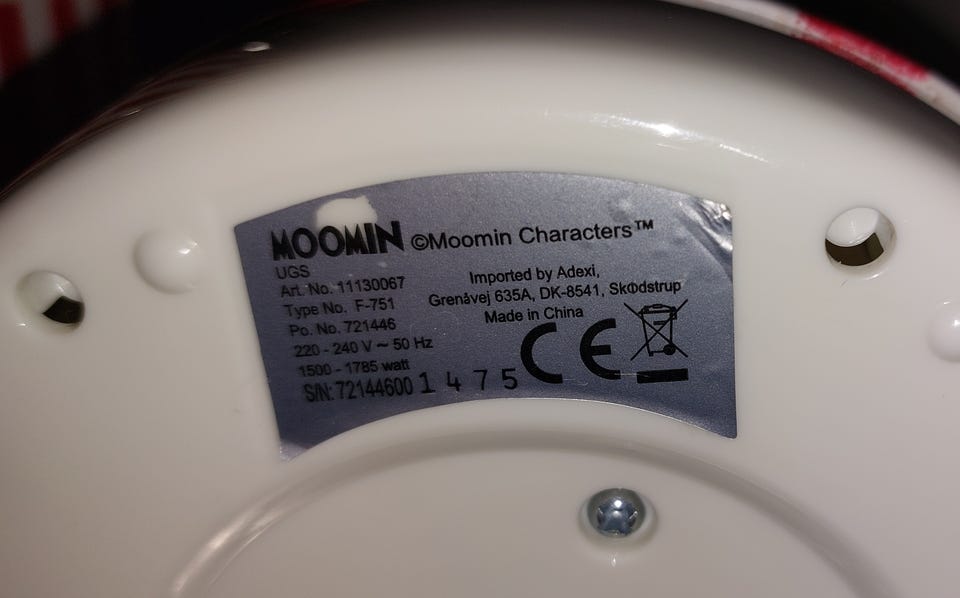 MOOMIN ©Moomin Characters™
UGS
Art. No. 11130067
Type No. F-751
Po. No. 721446
220 - 240 V ~ 50 Hz
1500 - 1785 watt
S/N: 72144600 1 4 7 5
Imported by Adexi,
Grenåvej 635A, DK-8541, SkØdstrup
Made in China
CE